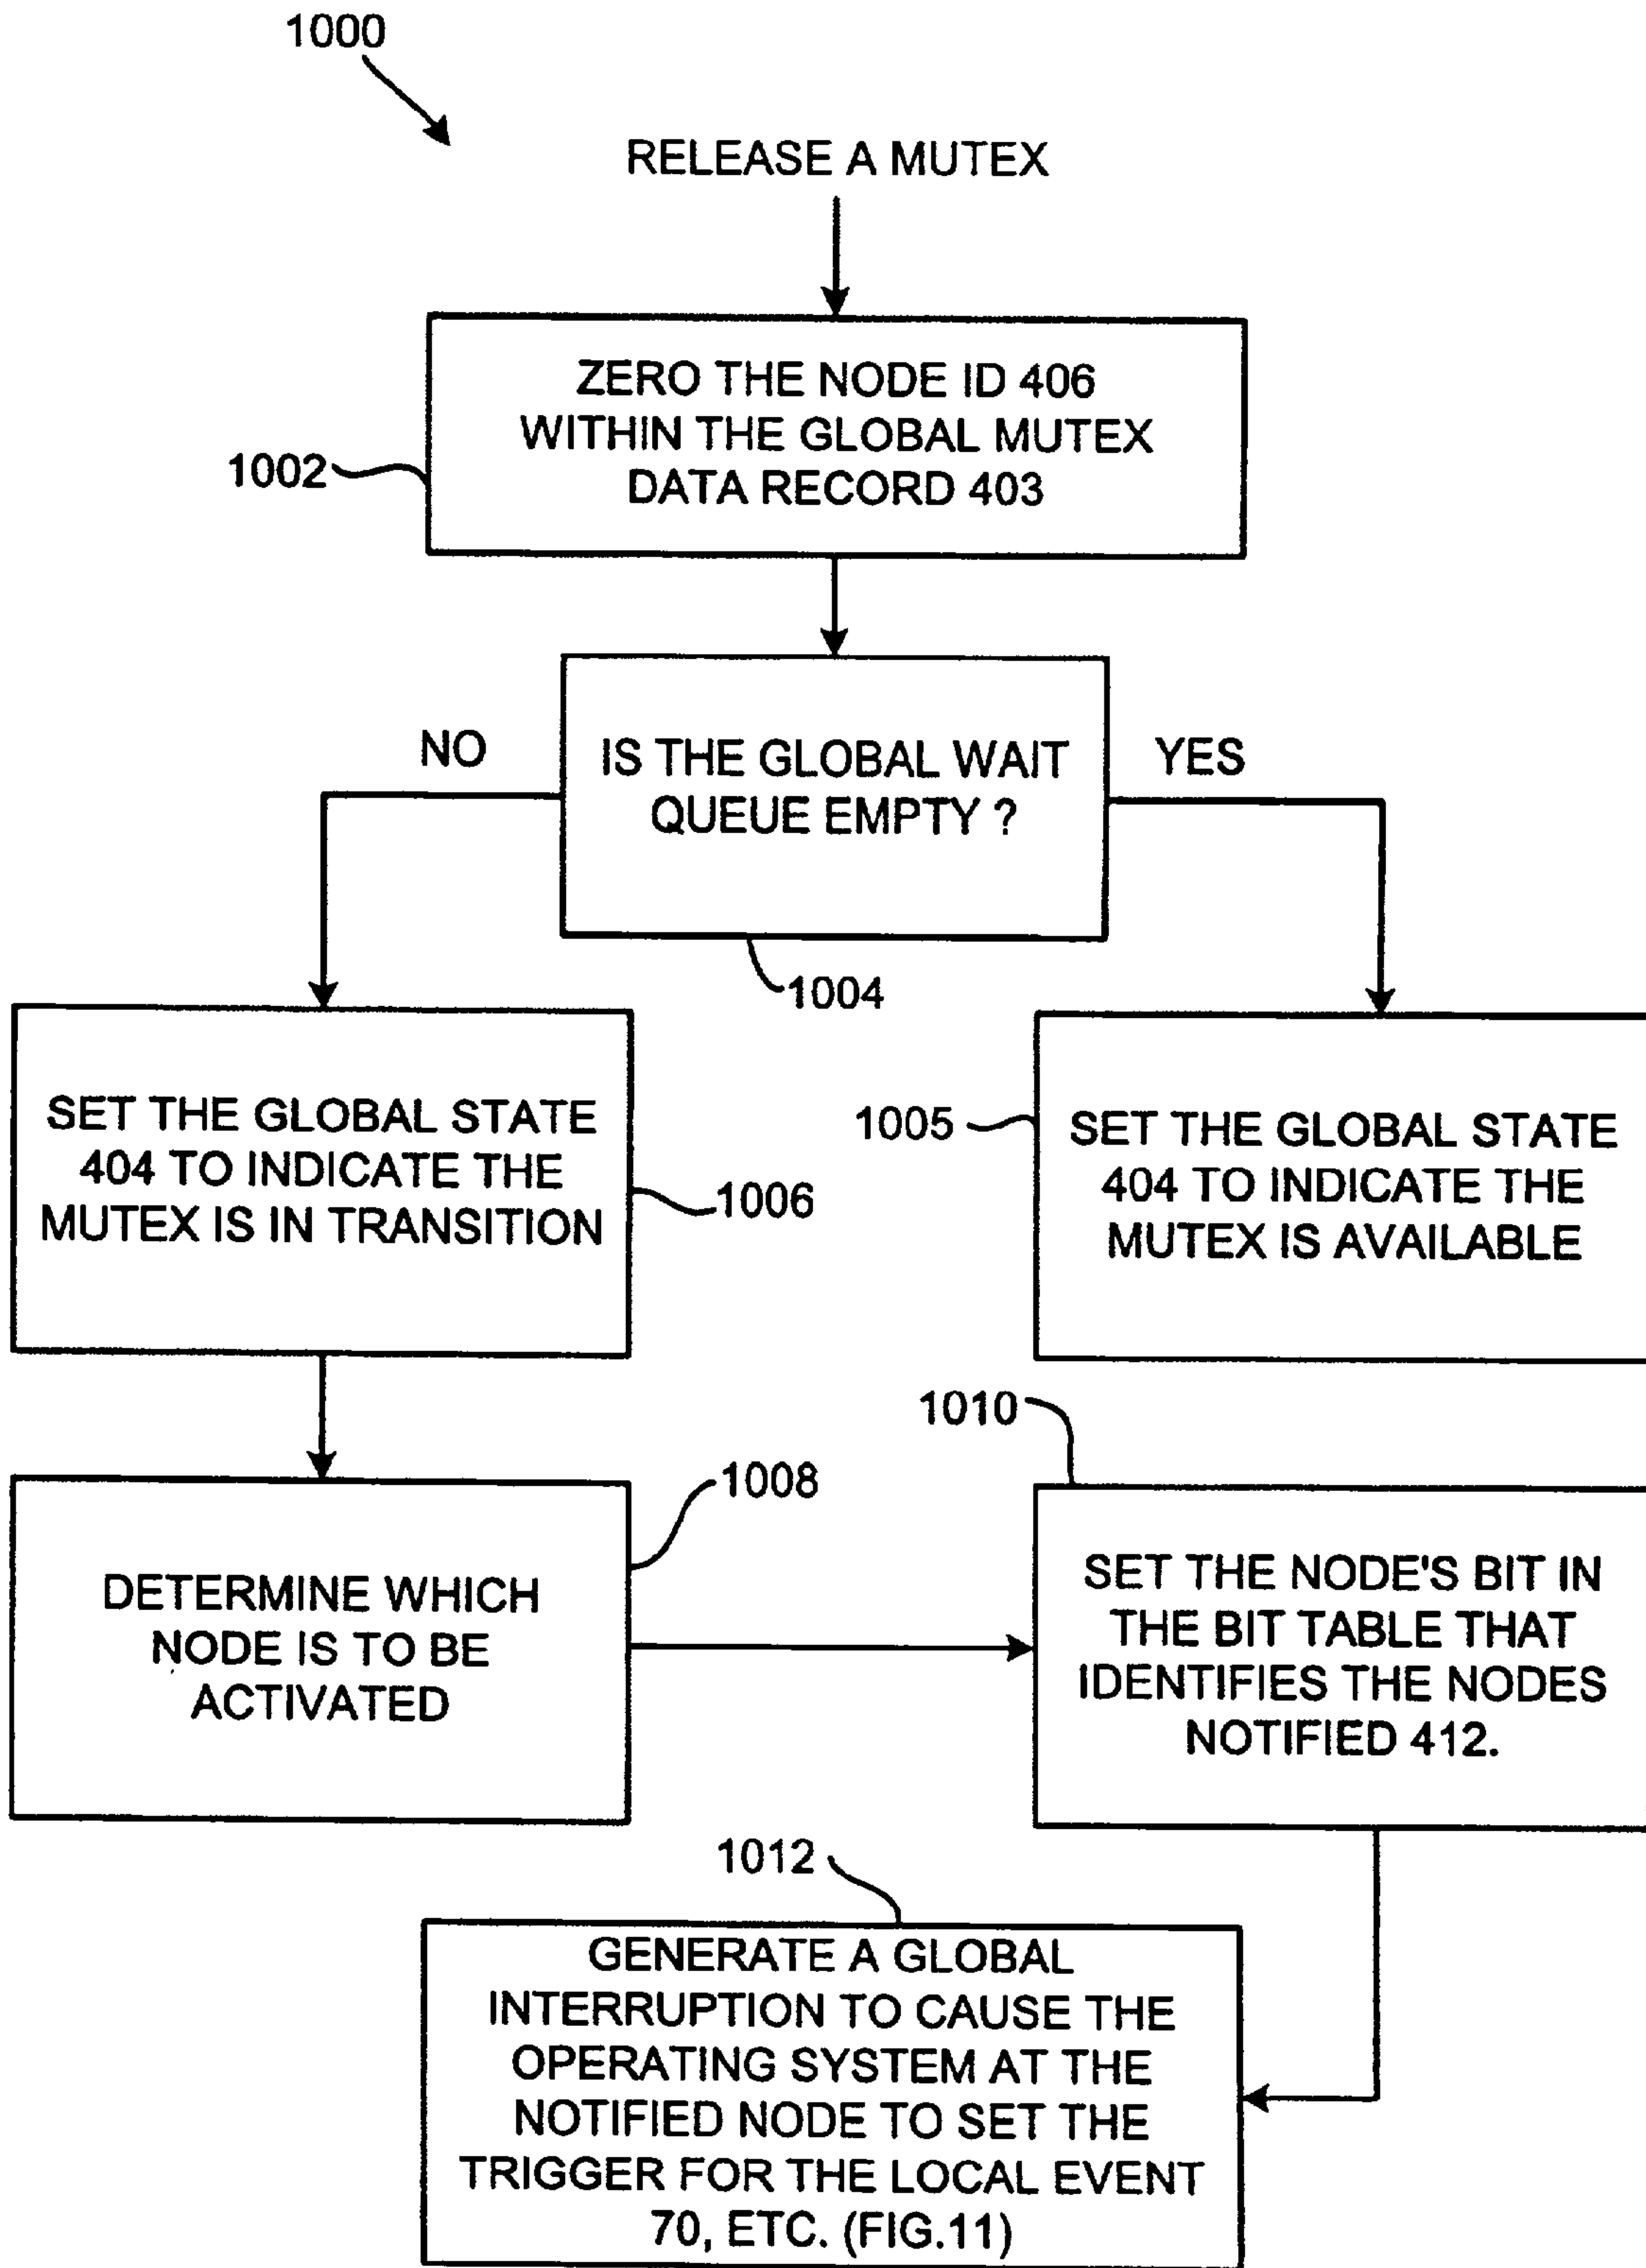 1000
RELEASE A MUTEX
ZERO THE NODE ID 406
WITHIN THE GLOBAL MUTEX
DATA RECORD 403
1002
NO
IS THE GLOBAL WAIT
QUEUE EMPTY ?
YES
1004
SET THE GLOBAL STATE
404 TO INDICATE THE
MUTEX IS IN TRANSITION
1006
1005
SET THE GLOBAL STATE
404 TO INDICATE THE
MUTEX IS AVAILABLE
DETERMINE WHICH
NODE IS TO BE
ACTIVATED
1008
1010
SET THE NODE'S BIT IN
THE BIT TABLE THAT
IDENTIFIES THE NODES
NOTIFIED 412.
1012
GENERATE A GLOBAL
INTERRUPTION TO CAUSE THE
OPERATING SYSTEM AT THE
NOTIFIED NODE TO SET THE
TRIGGER FOR THE LOCAL EVENT
70, ETC. (FIG.11)